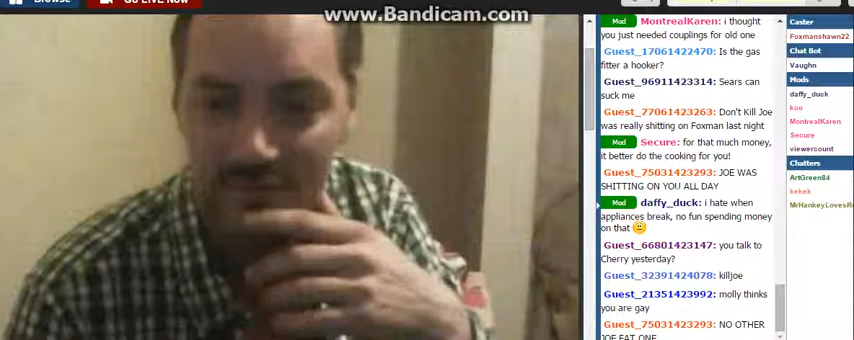 Browse
Go Live Now
www.Bandicam.com
Mod MontrealKaren: i thought
you just needed couplings for old one
Guest_17061422470: Is the gas
fitter a hooker?
Guest_96911423314: Sears can
suck me
Guest_77061423263: Don't Kill Joe
was really shitting on Foxman last night
Mod Secure: for that much money,
it better do the cooking for you!
Guest_75031423293: JOE WAS
SHITTING ON YOU ALL DAY
Mod daffy_duck: i hate when
appliances break, no fun spending money
on that
Guest_66801423147: you talk to
Cherry yesterday?
Guest_32391424078: killjoe
Guest_21351423992: molly thinks
you are gay
Guest_75031423293: NO OTHER
JOE FAT ONE
Caster
Foxmanshawn22
Chat Bot
Vaughn
Mods
daffy_duck
koo
MontrealKaren
Secure
viewercount
Chatters
ArtGreen84
kekek
MrHankeyLovesR